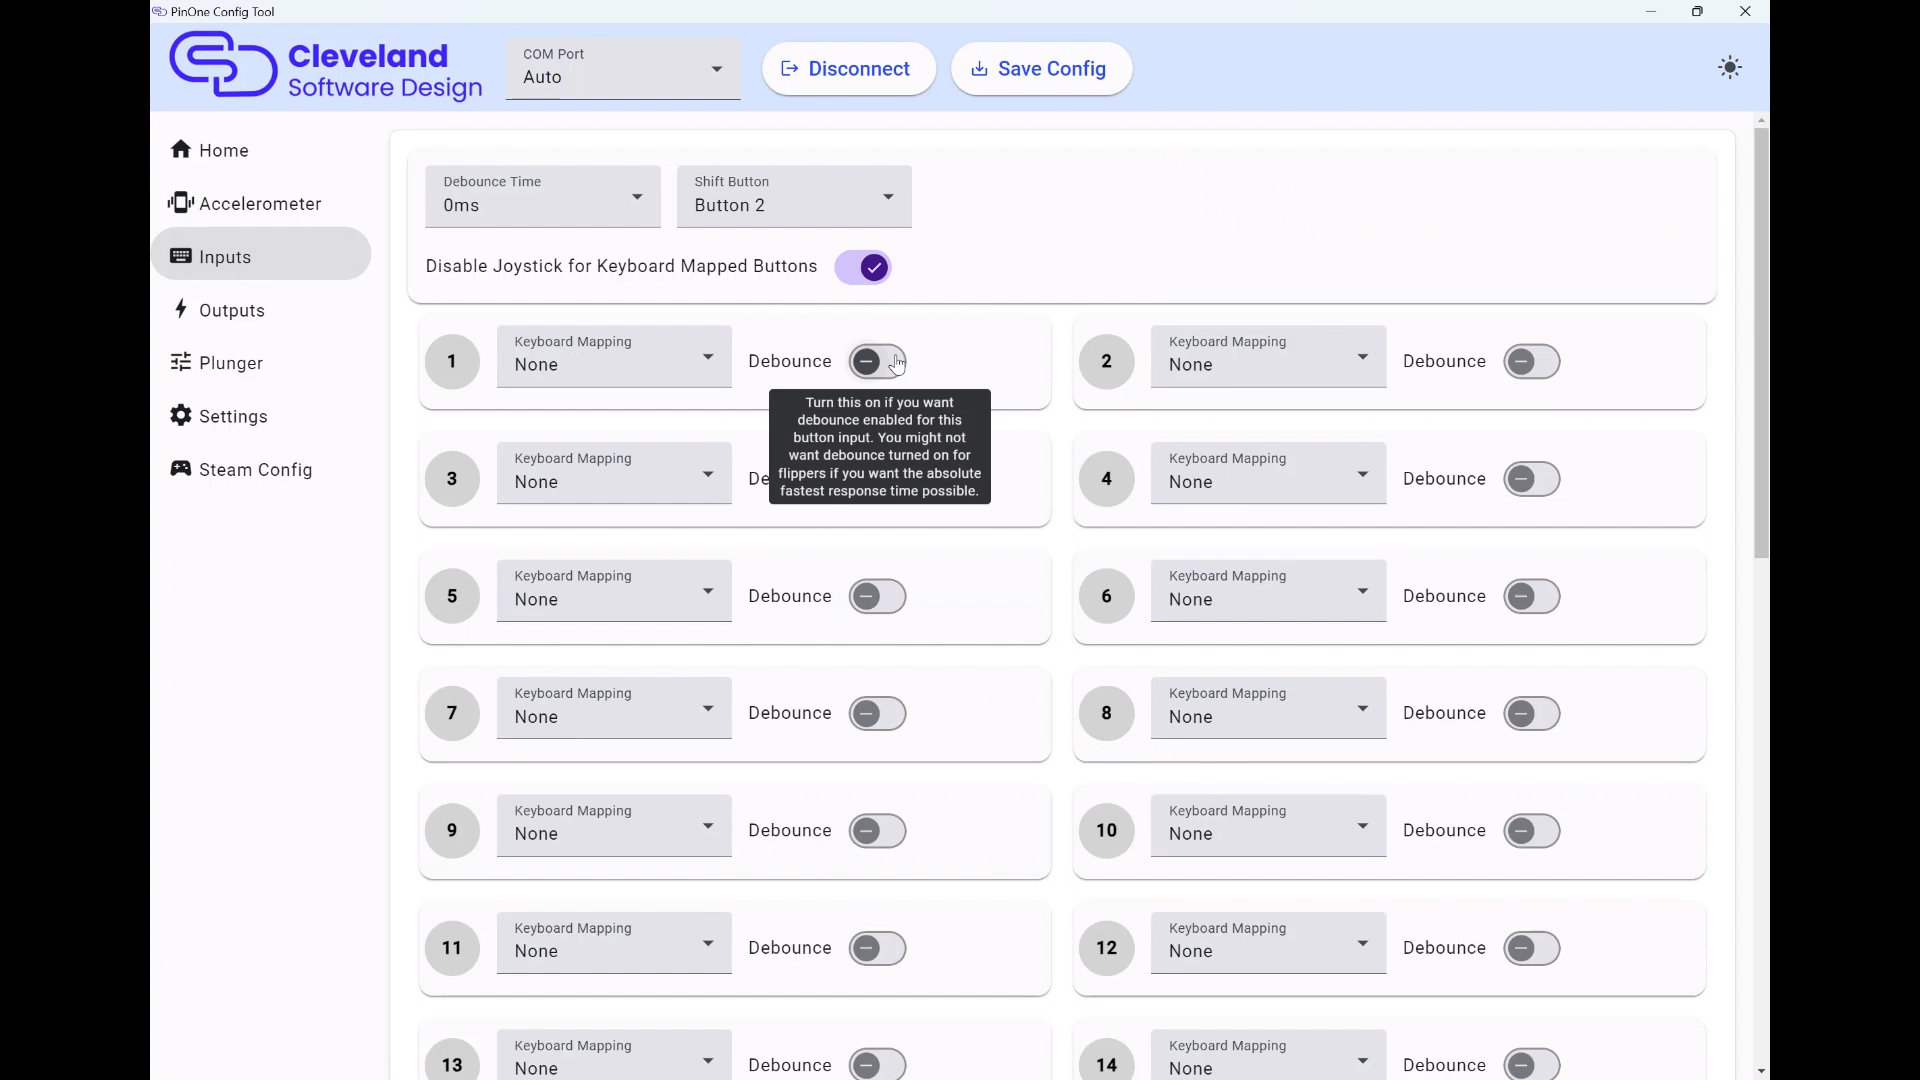 PinOne Config Tool
Cleveland
Software Design
COM Port
Auto
Disconnect
Save Config
Home
Accelerometer
Inputs
Outputs
Plunger
Settings
Steam Config
Debounce Time
0ms
Shift Button
Button 2
Disable Joystick for Keyboard Mapped Buttons
1
Keyboard Mapping
None
Debounce
2
Keyboard Mapping
None
Debounce
Turn this on if you want
debounce enabled for this
button input. You might not
want debounce turned on for
flippers if you want the absolute
fastest response time possible.
3
Keyboard Mapping
None
De
4
Keyboard Mapping
None
Debounce
5
Keyboard Mapping
None
Debounce
6
Keyboard Mapping
None
Debounce
7
Keyboard Mapping
None
Debounce
8
Keyboard Mapping
None
Debounce
9
Keyboard Mapping
None
Debounce
10
Keyboard Mapping
None
Debounce
11
Keyboard Mapping
None
Debounce
12
Keyboard Mapping
None
Debounce
13
Keyboard Mapping
None
Debounce
14
Keyboard Mapping
None
Debounce